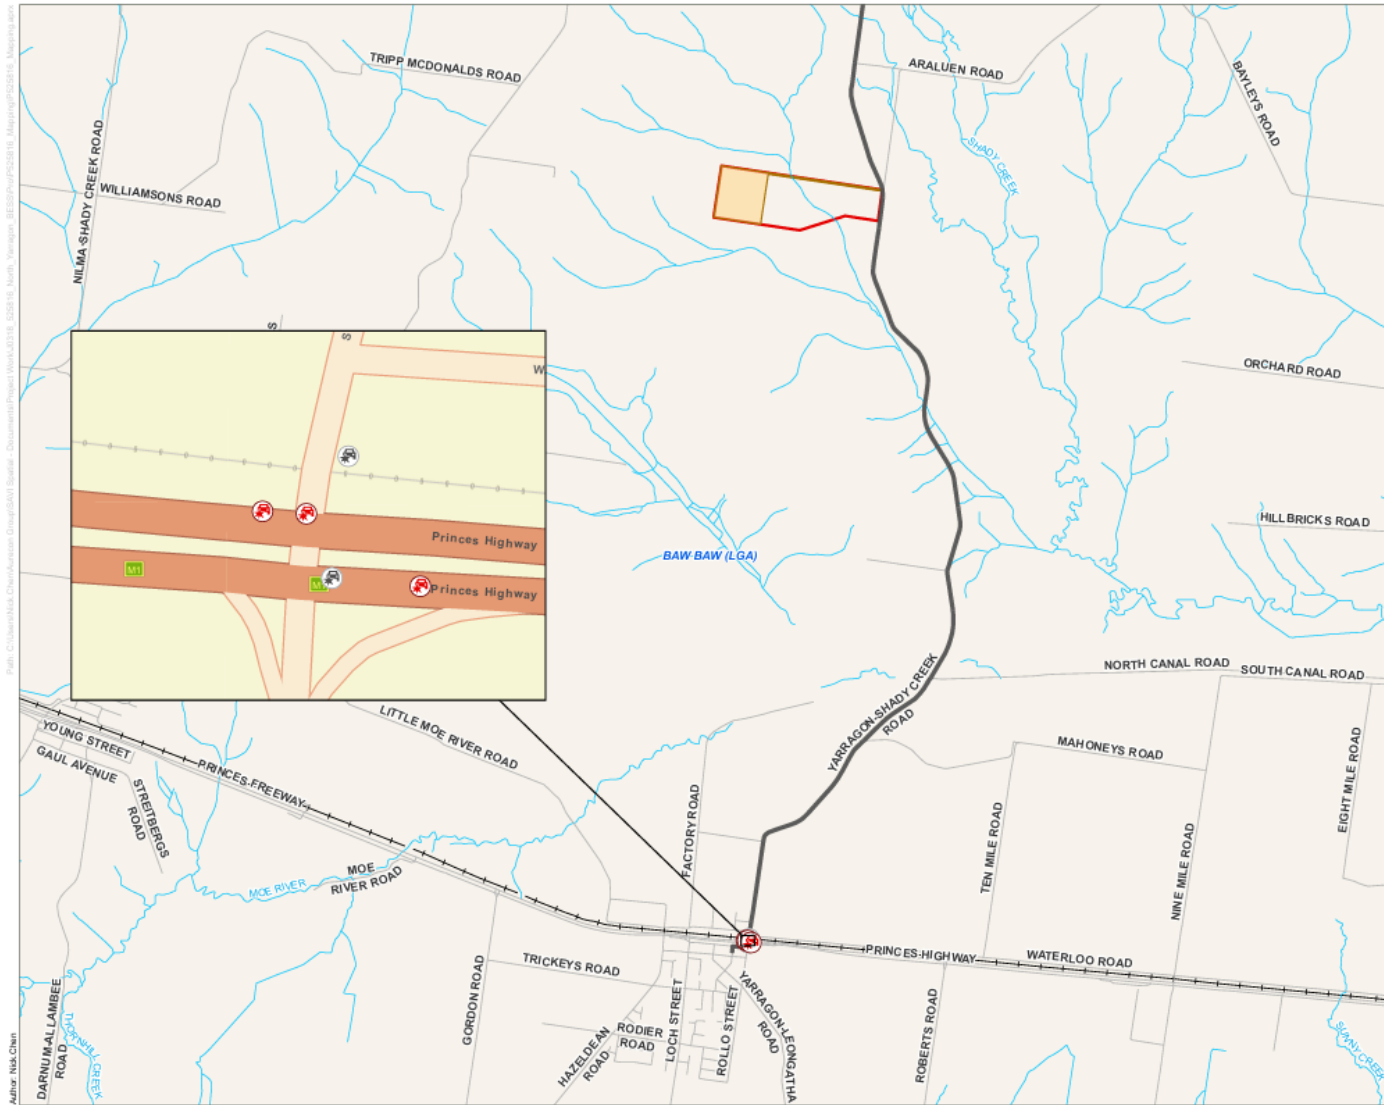 TRIPP MCDONALDS ROAD
ARALUEN ROAD
BAYLEYS ROAD
SHADY CREEK
NILMA-SHADY CREEK ROAD
WILLIAMSONS ROAD
S
ORCHARD ROAD
S
W
Princes Highway
M1
M1
Princes Highway
HILLBRICKS ROAD
BAW BAW (LGA)
YARRAGON-SHADY CREEK
ROAD
NORTH CANAL ROAD
SOUTH CANAL ROAD
LITTLE MOE RIVER ROAD
YOUNG STREET
GAUL AVENUE
PRINCES-FREEWAY
STREITBERGS
ROAD
MAHONEYS ROAD
EIGHT MILE ROAD
FACTORY ROAD
TEN MILE ROAD
NINE MILE ROAD
MOE RIVER
MOE
RIVER ROAD
PRINCES-HIGHWAY
WATERLOO ROAD
TRICKEYS ROAD
GORDON ROAD
LOCH STREET
ROLLO STREET
YARRAGON-LEONGATHA
ROAD
ROBERTS ROAD
RODIER
ROAD
HAZELDEAN
ROAD
DARNUM-ALLAMBEE
ROAD
THORNHILL CREEK
SUNNY CREEK
Author: Nick Chen